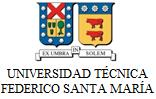 EX UMBRA IN SOLEM
UNIVERSIDAD TÉCNICA
FEDERICO SANTA MARÍA